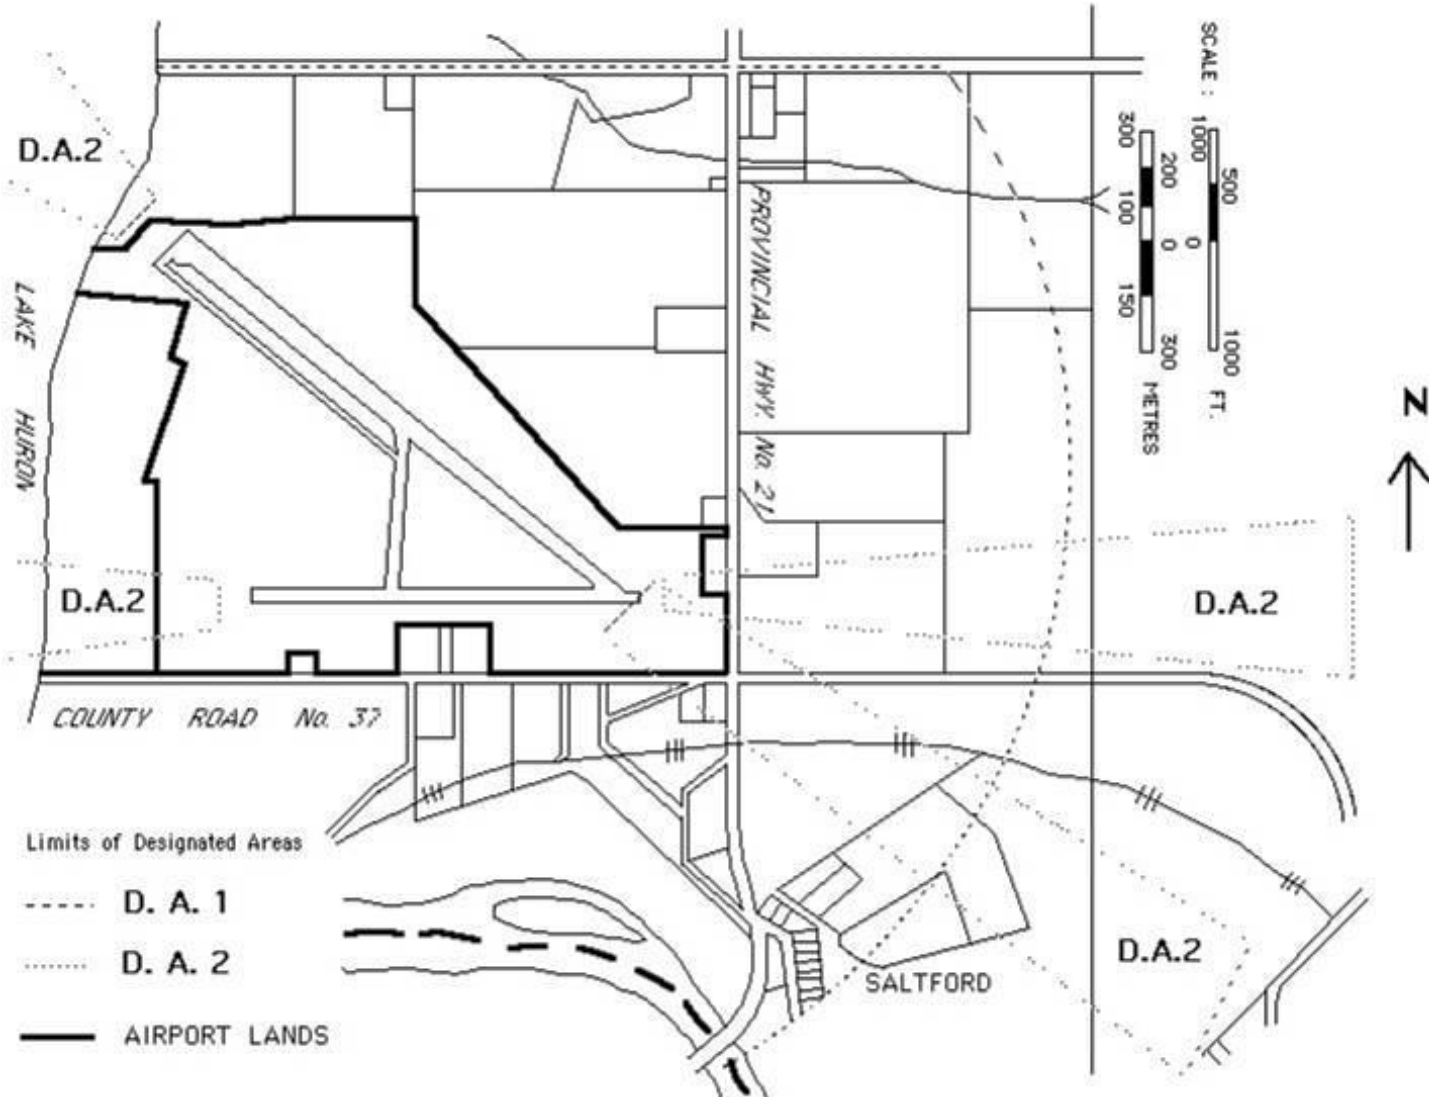 SCALE :
1000 500 0 1000 FT.
300 200 100 0 150 300 METRES
D.A.2
PROVINCIAL HWY. No. 21
LAKE HURON
N
D.A.2
D.A.2
COUNTY ROAD No. 37
Limits of Designated Areas
D. A. 1
D. A. 2
AIRPORT LANDS
D.A.2
SALTFORD